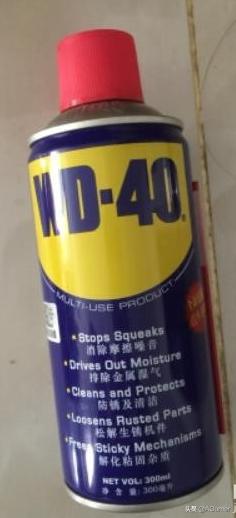 WD-40®
MULTI-USE PRODUCT
Stops Squeaks
消除摩擦噪音
Drives Out Moisture
排除金属湿气
Cleans and Protects
防锈及清洁
Loosens Rusted Parts
松解生锈机件
Frees Sticky Mechanisms
解化粘固杂质
NET VOL: 300ml
净 含 量: 300毫升